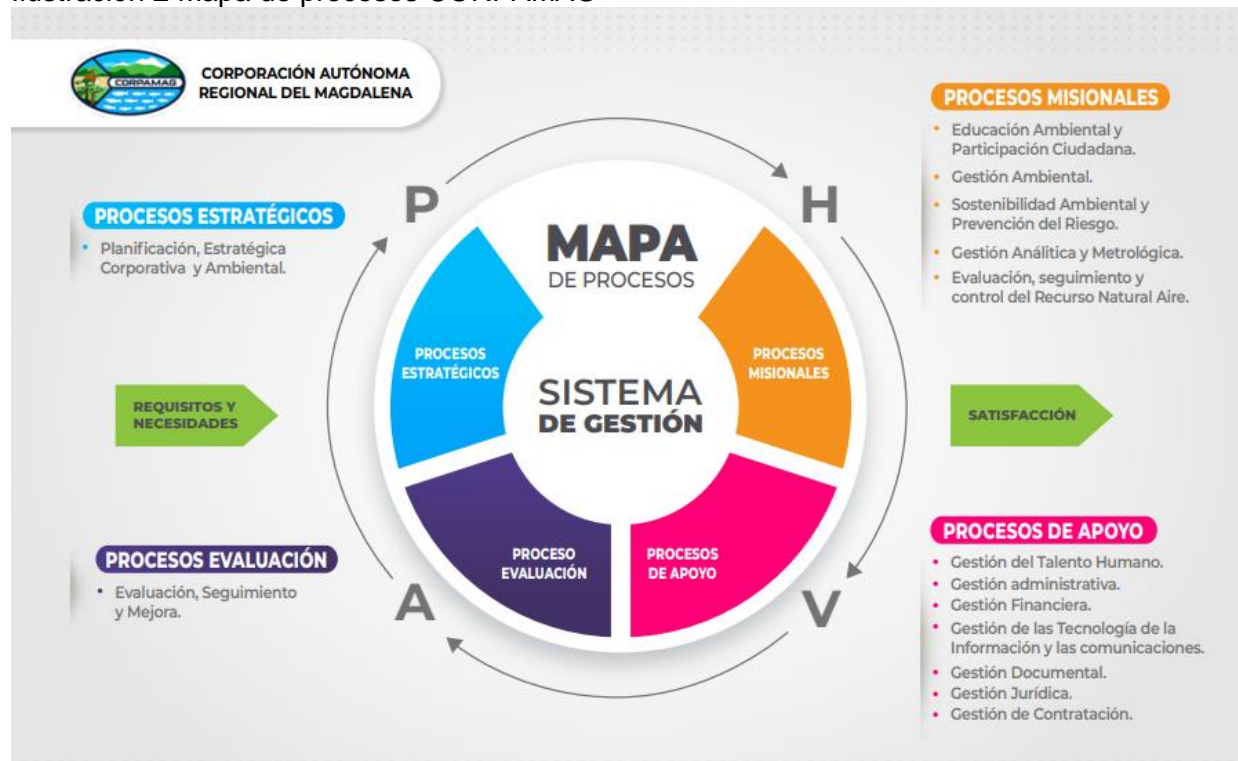 CORPAMAG
CORPORACIÓN AUTÓNOMA
REGIONAL DEL MAGDALENA
PROCESOS ESTRATÉGICOS
• Planificación, Estratégica
Corporativa y Ambiental.
REQUISITOS Y
NECESIDADES
PROCESOS EVALUACIÓN
• Evaluación, Seguimiento
y Mejora.
P
H
V
A
MAPA
DE PROCESOS
SISTEMA
DE GESTIÓN
PROCESOS
ESTRATÉGICOS
PROCESOS
MISIONALES
PROCESO
EVALUACIÓN
PROCESOS
DE APOYO
PROCESOS MISIONALES
• Educación Ambiental y
Participación Ciudadana.
• Gestión Ambiental.
• Sostenibilidad Ambiental y
Prevención del Riesgo.
• Gestión Análitica y Metrológica.
• Evaluación, seguimiento y
control del Recurso Natural Aire.
SATISFACCIÓN
PROCESOS DE APOYO
• Gestión del Talento Humano.
• Gestión administrativa.
• Gestión Financiera.
• Gestión de las Tecnología de la
Información y las comunicaciones.
• Gestión Documental.
• Gestión Jurídica.
• Gestión de Contratación.